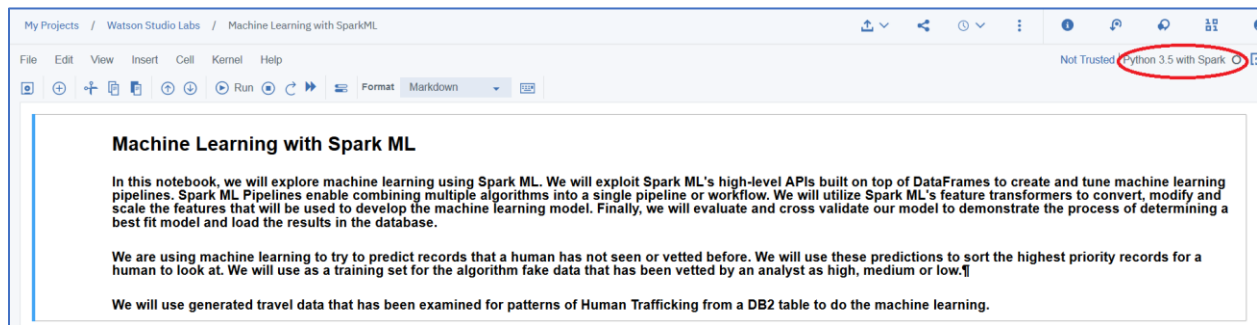 My Projects / Watson Studio Labs / Machine Learning with SparkML
File Edit View Insert Cell Kernel Help Not Trusted Python 3.5 with Spark
Run Format Markdown
Machine Learning with Spark ML
In this notebook, we will explore machine learning using Spark ML. We will exploit Spark ML's high-level APIs built on top of DataFrames to create and tune machine learning
pipelines. Spark ML Pipelines enable combining multiple algorithms into a single pipeline or workflow. We will utilize Spark ML's feature transformers to convert, modify and
scale the features that will be used to develop the machine learning model. Finally, we will evaluate and cross validate our model to demonstrate the process of determining a
best fit model and load the results in the database.
We are using machine learning to try to predict records that a human has not seen or vetted before. We will use these predictions to sort the highest priority records for a
human to look at. We will use as a training set for the algorithm fake data that has been vetted by an analyst as high, medium or low.¶
We will use generated travel data that has been examined for patterns of Human Trafficking from a DB2 table to do the machine learning.